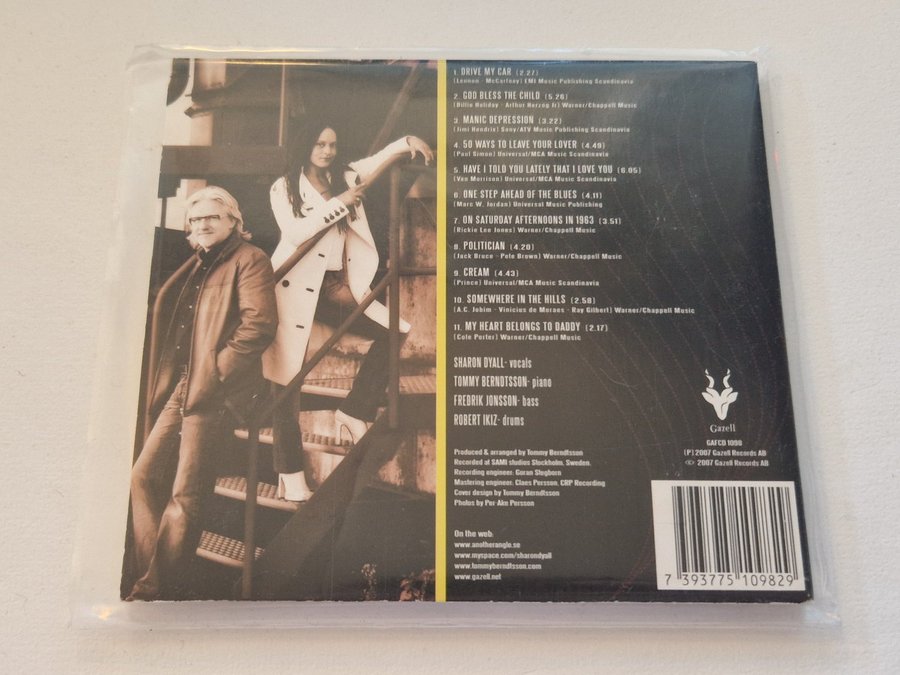 1. DRIVE MY CAR (2.27)
(Lennon - McCartney) EMI Music Publishing Scandinavia
2. GOD BLESS THE CHILD (5.26)
(Billie Holiday - Arthur Herzog Jr) Warner/Chappell Music
3. MANIC DEPRESSION (3.22)
(Jimi Hendrix) Sony/ATV Music Publishing Scandinavia
4. 50 WAYS TO LEAVE YOUR LOVER (4.49)
(Paul Simon) Universal/MCA Music Scandinavia
5. HAVE I TOLD YOU LATELY THAT I LOVE YOU (6.05)
(Van Morrison) Universal/MCA Music Scandinavia
6. ONE STEP AHEAD OF THE BLUES (4.11)
(Marc W. Jordan) Universal Music Publishing
7. ON SATURDAY AFTERNOONS IN 1963 (3.51)
(Rickie Lee Jones) Warner/Chappell Music
8. POLITICIAN (4.20)
(Jack Bruce - Pete Brown) Warner/Chappell Music
9. CREAM (4.43)
(Prince) Universal/MCA Music Scandinavia
10. SOMEWHERE IN THE HILLS (2.58)
(A.C. Jobim - Vinicius de Moraes - Ray Gilbert) Warner/Chappell Music
11. MY HEART BELONGS TO DADDY (2.17)
(Cole Porter) Warner/Chappell Music
SHARON DYALL- vocals
TOMMY BERNDTSSON- piano
FREDRIK JONSSON- bass
ROBERT IKIZ- drums
Produced & arranged by Tommy Berndtsson
Recorded at SAMI studios Stockholm, Sweden.
Recording engineer: Goran Stegborn
Mastering engineer: Claes Persson, CRP Recording
Cover design by Tommy Berndtsson
Photos by Per-Ake Persson
On the web:
www.anotherangle.se
www.myspace.com/sharondyall
www.tommyberndtsson.com
www.gazell.net
Gazell
GAFCD 1098
(P) 2007 Gazell Records AB
© 2007 Gazell Records AB
7 393775 109829